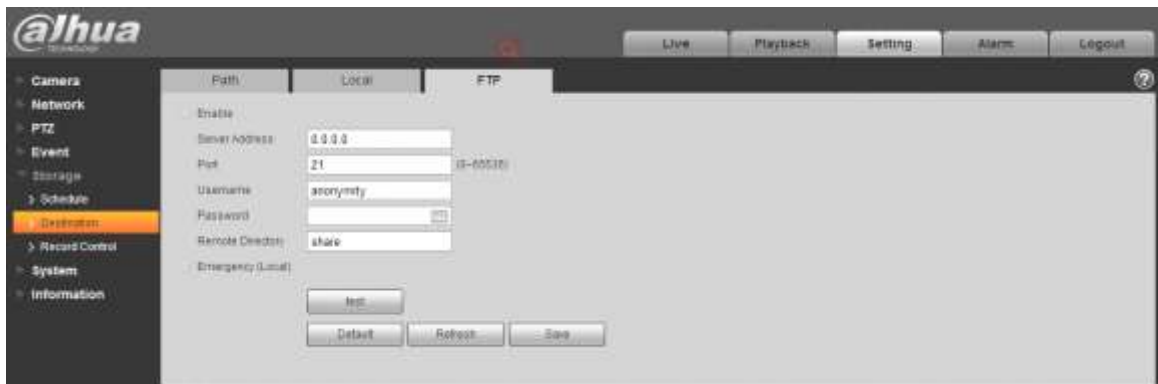 alhua
TECHNOLOGY
Live
Playback
Setting
Alarm
Logout
Camera
Network
PTZ
Event
Storage
Schedule
Destination
Record Control
System
Information
Path
Local
FTP
Enable
Server Address 0.0.0.0
Port 21 (0~65535)
Username anonymity
Password
Remote Directory share
Emergency (Local)
test
Default
Refresh
Save